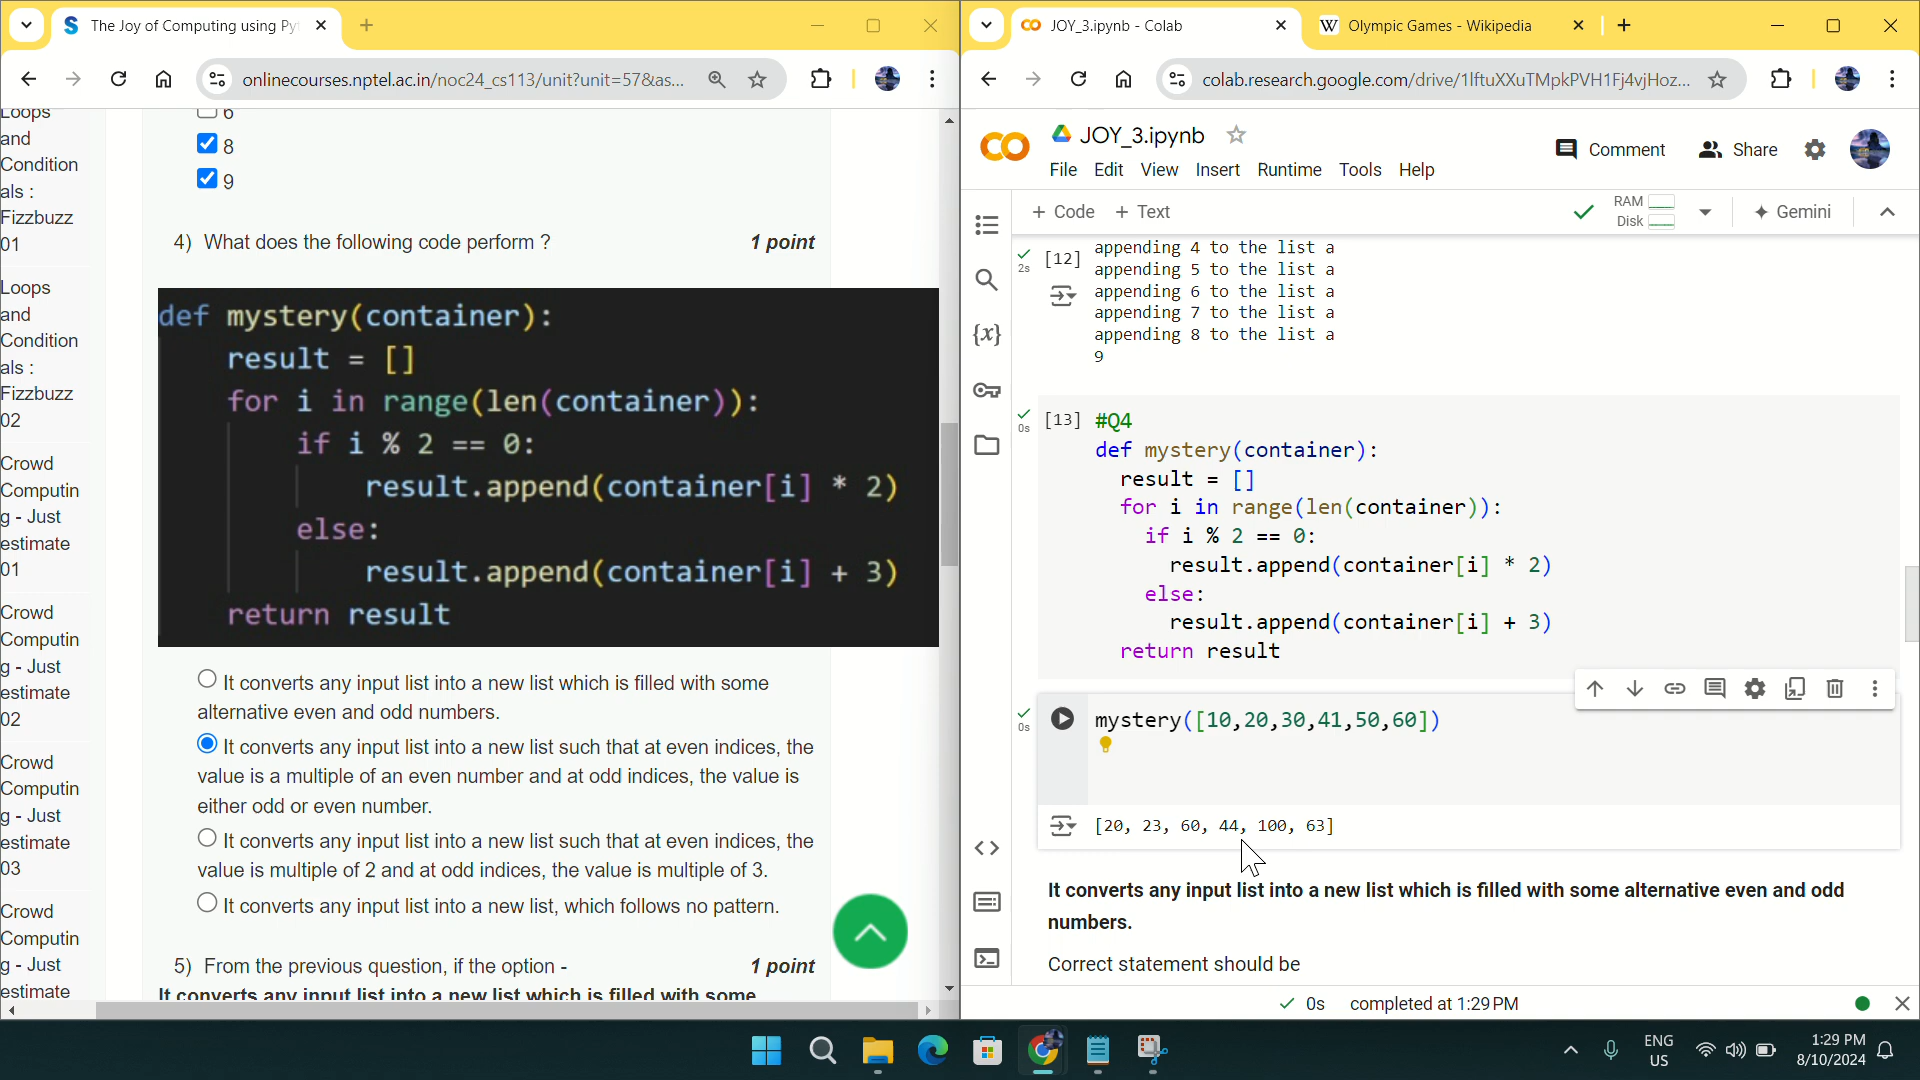 The Joy of Computing using Py
JOY_3.ipynb - Colab
Olympic Games - Wikipedia
onlinecourses.nptel.ac.in/noc24_cs113/unit?unit=57&as...
colab.research.google.com/drive/1lftuXXuTMpkPVH1Fj4vjHoz...
Loops
and
Condition
als :
Fizzbuzz
01
Loops
and
Condition
als :
Fizzbuzz
02
Crowd
Computin
g - Just
estimate
01
Crowd
Computin
g - Just
estimate
02
Crowd
Computin
g - Just
estimate
03
Crowd
Computin
g - Just
estimate
6
8
9
4) What does the following code perform ?
1 point
def mystery(container):
result = []
for i in range(len(container)):
if i % 2 == 0:
result.append(container[i] * 2)
else:
result.append(container[i] + 3)
return result
It converts any input list into a new list which is filled with some
alternative even and odd numbers.
It converts any input list into a new list such that at even indices, the
value is a multiple of an even number and at odd indices, the value is
either odd or even number.
It converts any input list into a new list such that at even indices, the
value is multiple of 2 and at odd indices, the value is multiple of 3.
It converts any input list into a new list, which follows no pattern.
5) From the previous question, if the option -
1 point
It converts any input list into a new list which is filled with some
CO
JOY_3.ipynb
File Edit View Insert Runtime Tools Help
Comment
Share
+ Code + Text
RAM
Disk
Gemini
{x}
2s
[12]
appending 4 to the list a
appending 5 to the list a
appending 6 to the list a
appending 7 to the list a
appending 8 to the list a
9
0s
[13]
#Q4
def mystery(container):
result = []
for i in range(len(container)):
if i % 2 == 0:
result.append(container[i] * 2)
else:
result.append(container[i] + 3)
return result
0s
mystery([10,20,30,41,50,60])
[20, 23, 60, 44, 100, 63]
It converts any input list into a new list which is filled with some alternative even and odd
numbers.
Correct statement should be
0s completed at 1:29 PM
ENG
US
1:29 PM
8/10/2024